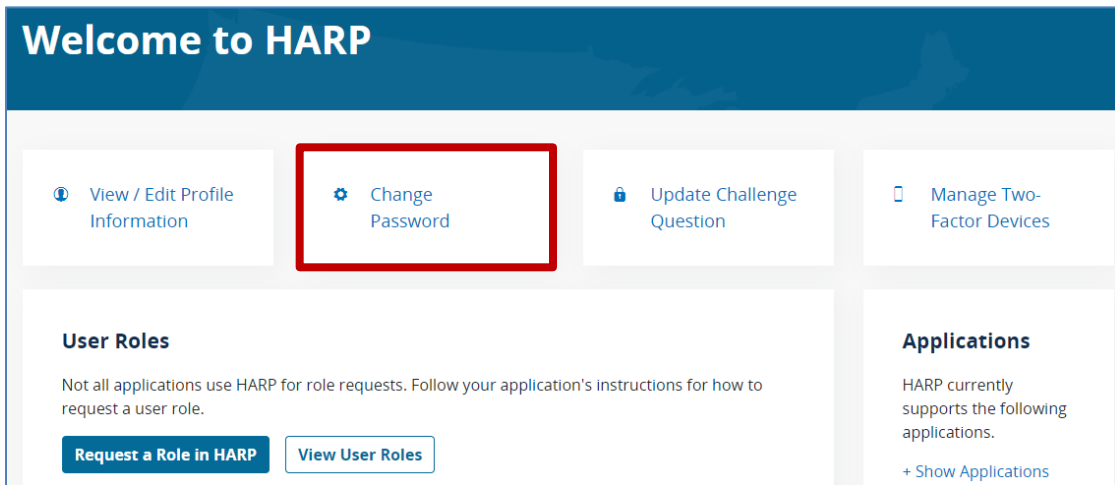 Welcome to HARP
View / Edit Profile
Information
Change
Password
Update Challenge
Question
Manage Two-
Factor Devices
User Roles
Not all applications use HARP for role requests. Follow your application's instructions for how to
request a user role.
Request a Role in HARP
View User Roles
Applications
HARP currently
supports the following
applications.
+ Show Applications